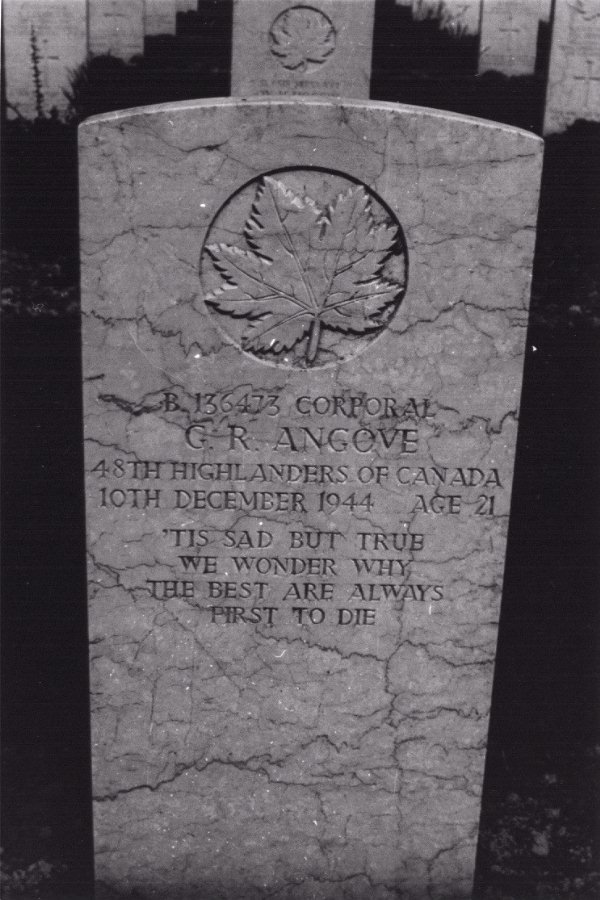 B 136473 CORPORAL
G. R. ANGOVE
48TH HIGHLANDERS OF CANADA
10TH DECEMBER 1944 AGE 21
'TIS SAD BUT TRUE
WE WONDER WHY
THE BEST ARE ALWAYS
FIRST TO DIE